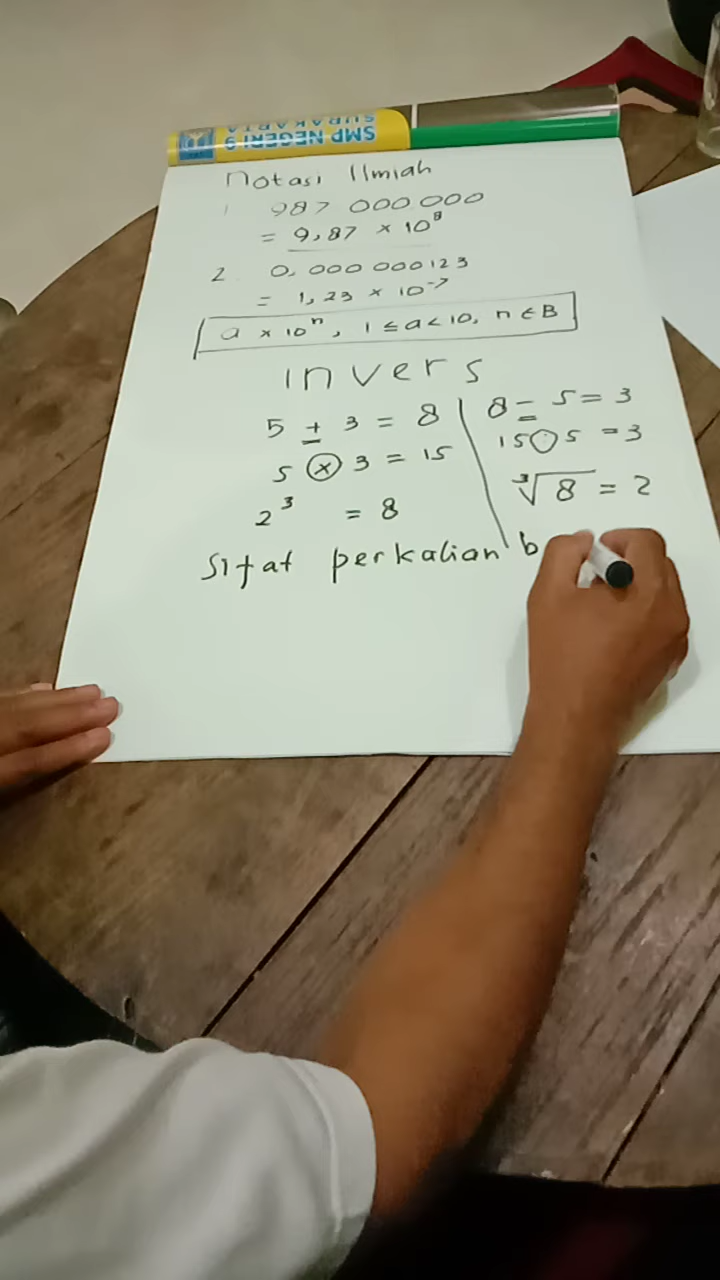 SMP NEGERI 9
SURAKARTA
Notasi Ilmiah
1 987 000 000
= 9,87 × 10⁸
2. 0,000 000 123
= 1,23 × 10⁻⁷
a × 10ⁿ, 1 ≤ a < 10, n ∈ B
invers
5 + 3 = 8 | 8 - 5 = 3
5 ⊗ 3 = 15 | 15 : 5 = 3
2³ = 8 | ³√8 = 2
Sifat perkalian b